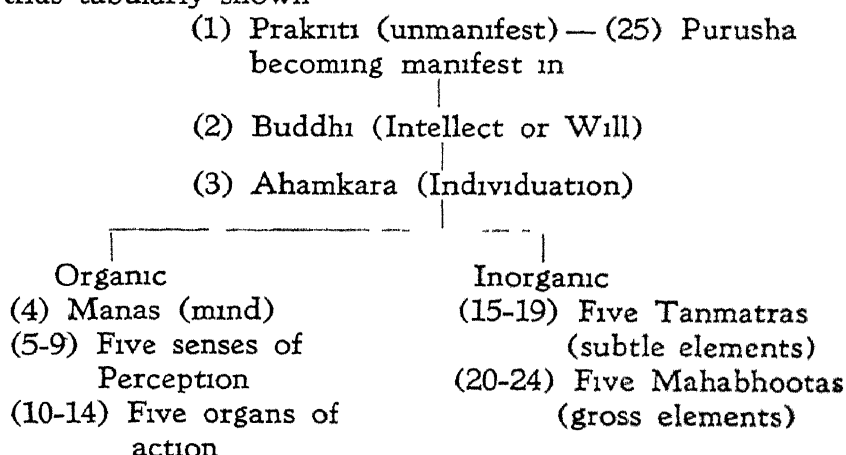 thus tabularly shown
(1) Prakriti (unmanifest) — (25) Purusha
becoming manifest in
(2) Buddhi (Intellect or Will)
(3) Ahamkara (Individuation)
Organic
(4) Manas (mind)
(5-9) Five senses of
Perception
(10-14) Five organs of
action
Inorganic
(15-19) Five Tanmatras
(subtle elements)
(20-24) Five Mahabhootas
(gross elements)